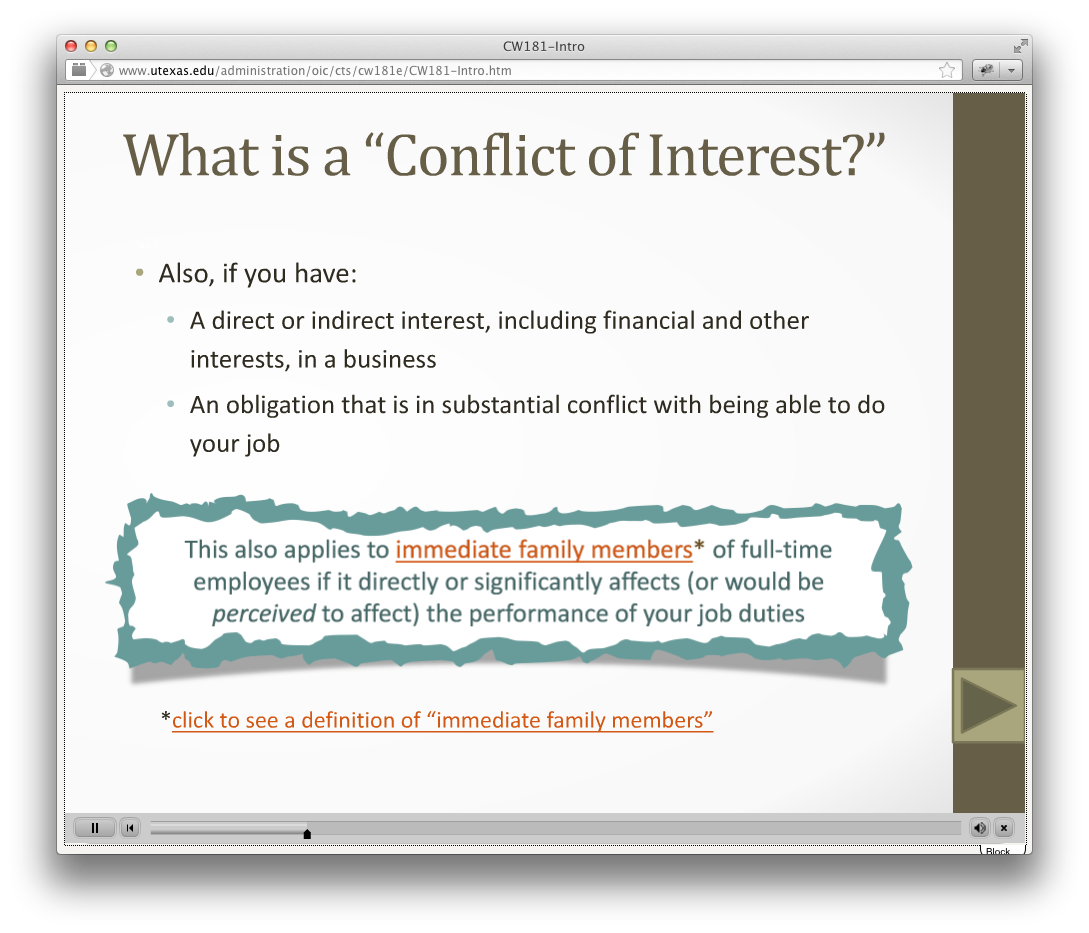 CW181-Intro
www.utexas.edu/administration/oic/cts/cw181e/CW181-Intro.htm
What is a “Conflict of Interest?”
• Also, if you have:
• A direct or indirect interest, including financial and other
interests, in a business
• An obligation that is in substantial conflict with being able to do
your job
This also applies to immediate family members* of full-time
employees if it directly or significantly affects (or would be
perceived to affect) the performance of your job duties
*click to see a definition of “immediate family members”
Block